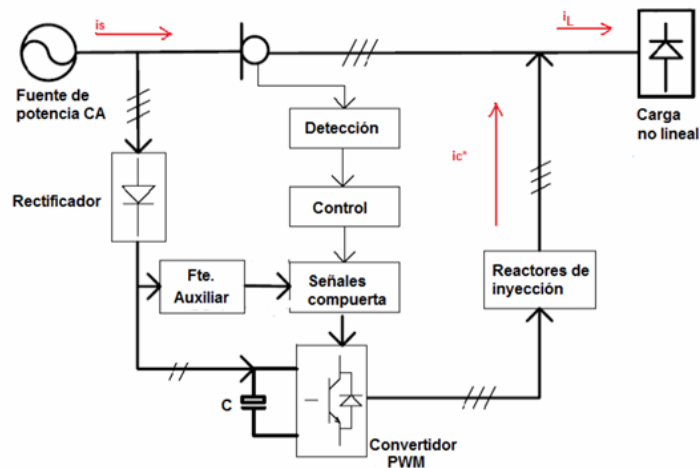 is
iL
Fuente de
potencia CA
Carga
no lineal
Detección
ic*
Rectificador
Control
Fte.
Auxiliar
Señales
compuerta
Reactores de
inyección
C
Convertidor
PWM